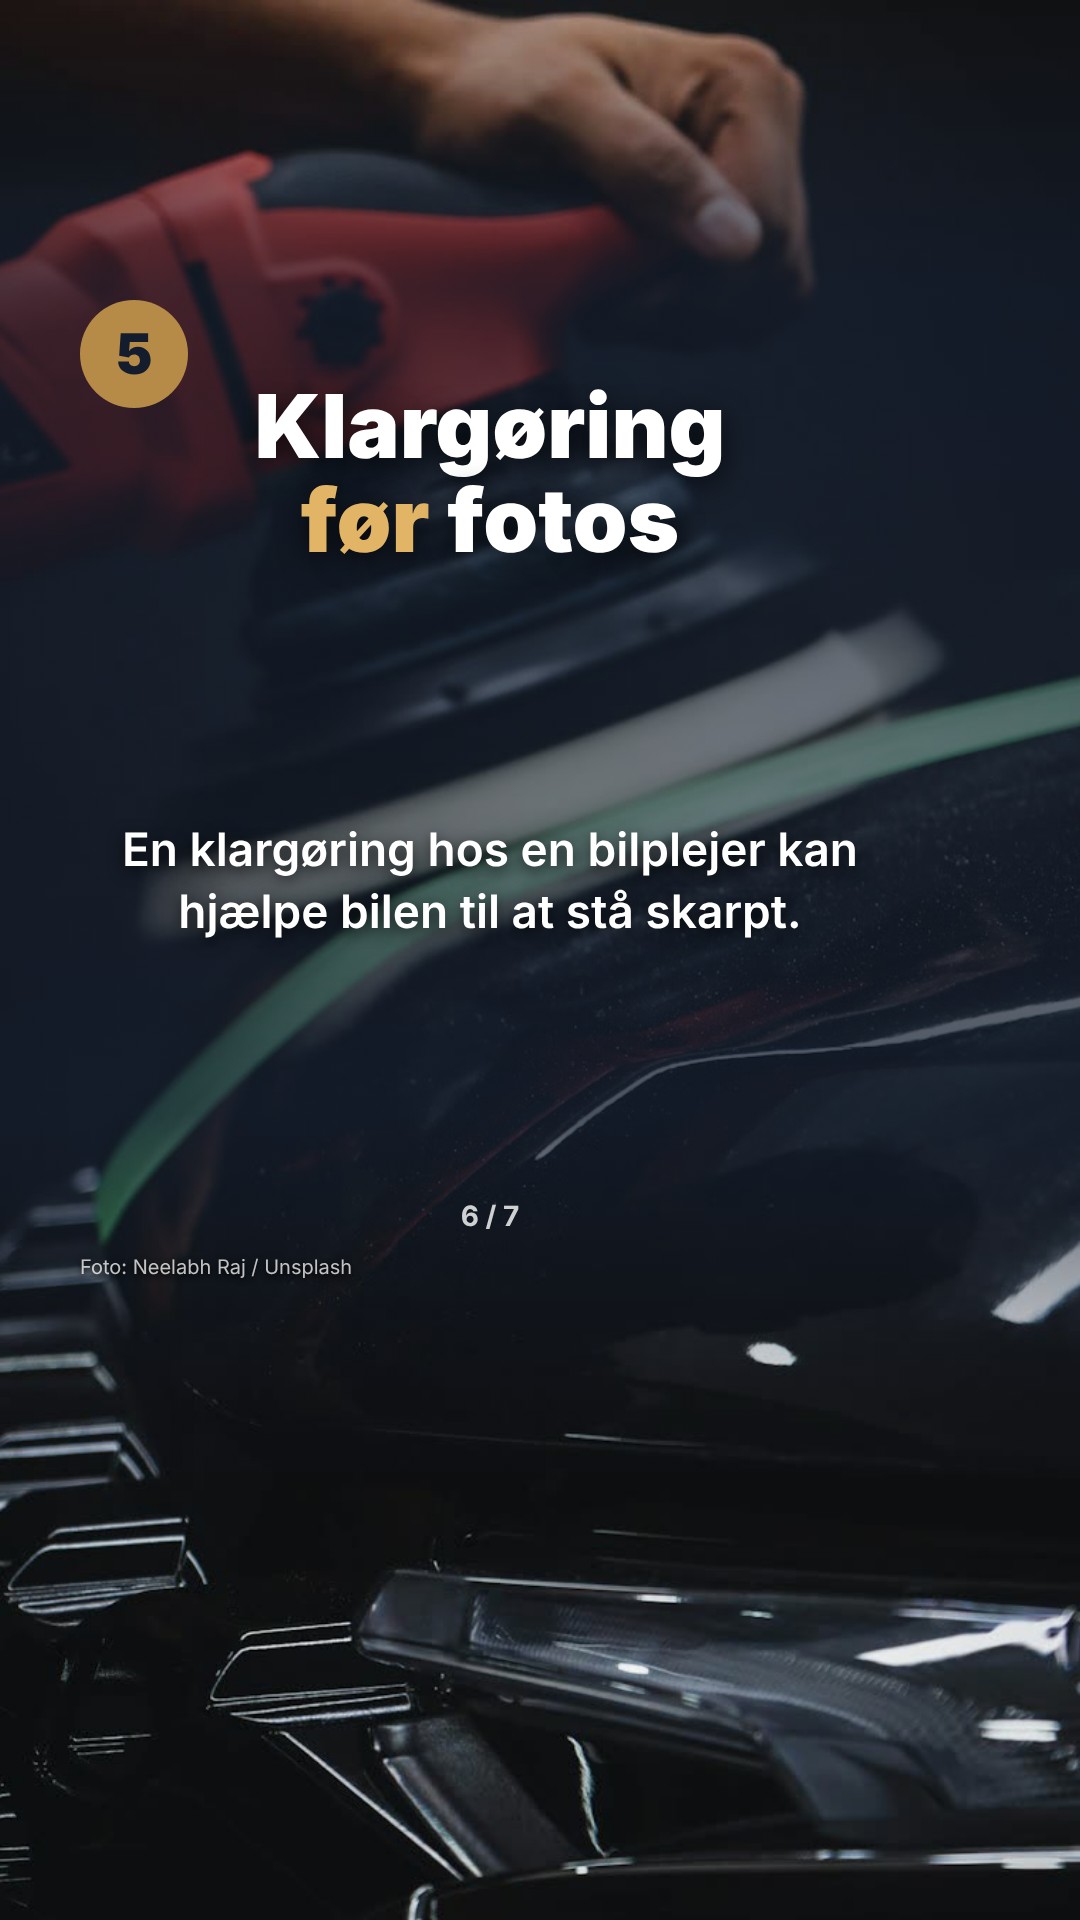 5
Klargøring
før fotos
En klargøring hos en bilplejer kan
hjælpe bilen til at stå skarpt.
6 / 7
Foto: Neelabh Raj / Unsplash